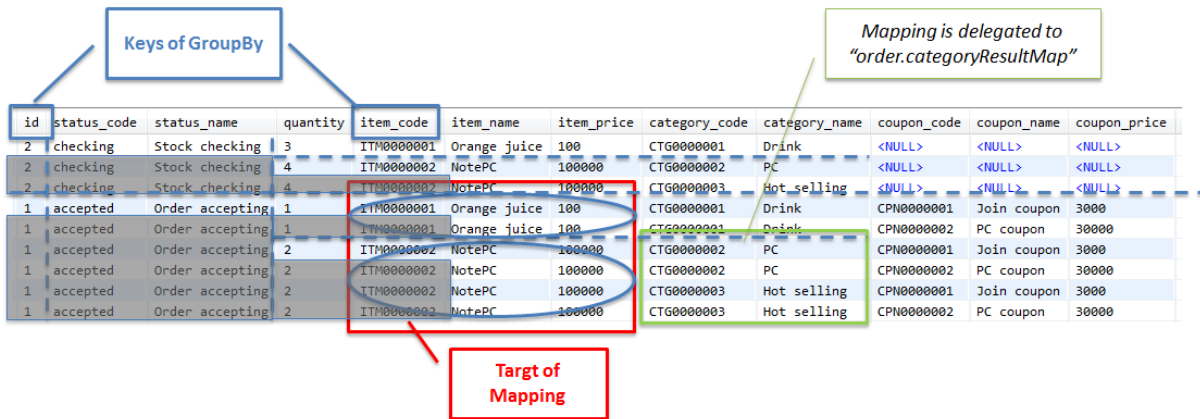 Keys of GroupBy
Mapping is delegated to
“order.categoryResultMap”
id status_code status_name quantity item_code item_name item_price category_code category_name coupon_code coupon_name coupon_price
2 checking Stock checking 3 ITM0000001 Orange juice 100 CTG0000001 Drink <NULL> <NULL> <NULL>
2 checking Stock checking 4 ITM0000002 NotePC 100000 CTG0000002 PC <NULL> <NULL> <NULL>
2 checking Stock checking 4 ITM0000002 NotePC 100000 CTG0000003 Hot selling <NULL> <NULL> <NULL>
1 accepted Order accepting 1 ITM0000001 Orange juice 100 CTG0000001 Drink CPN0000001 Join coupon 3000
1 accepted Order accepting 1 ITM0000001 Orange juice 100 CTG0000001 Drink CPN0000002 PC coupon 30000
1 accepted Order accepting 2 ITM0000002 NotePC 100000 CTG0000002 PC CPN0000001 Join coupon 3000
1 accepted Order accepting 2 ITM0000002 NotePC 100000 CTG0000002 PC CPN0000002 PC coupon 30000
1 accepted Order accepting 2 ITM0000002 NotePC 100000 CTG0000003 Hot selling CPN0000001 Join coupon 3000
1 accepted Order accepting 2 ITM0000002 NotePC 100000 CTG0000003 Hot selling CPN0000002 PC coupon 30000
Targt of
Mapping